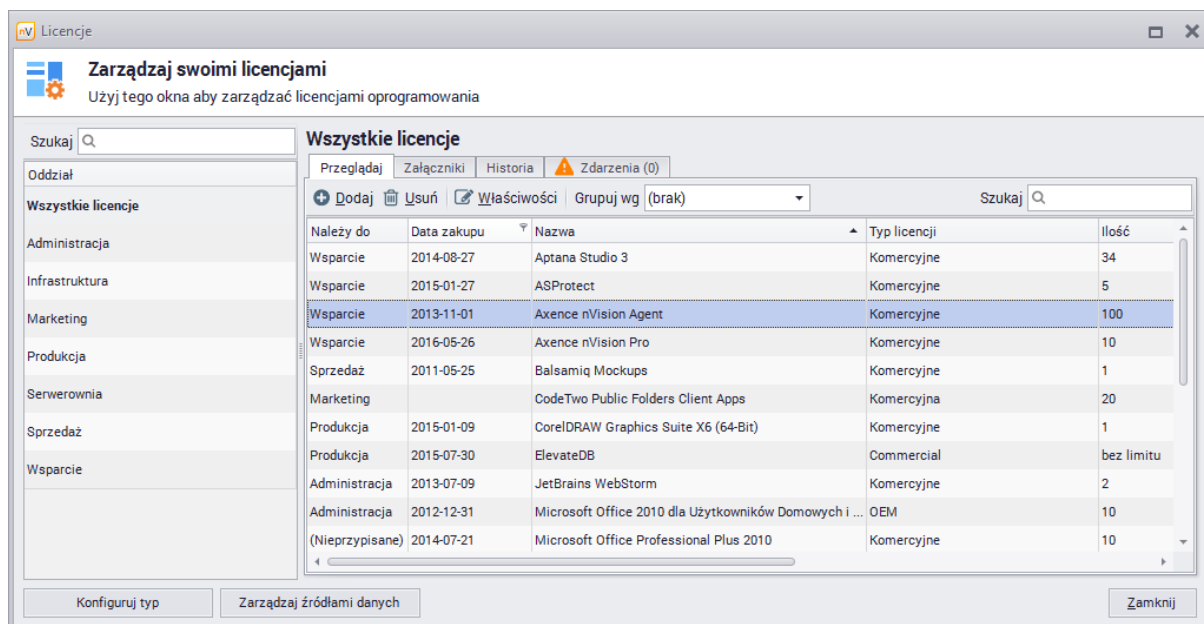 nV Licencje
Zarządzaj swoimi licencjami
Użyj tego okna aby zarządzać licencjami oprogramowania
Szukaj
Oddział
Wszystkie licencje
Administracja
Infrastruktura
Marketing
Produkcja
Serwerownia
Sprzedaż
Wsparcie
Wszystkie licencje
Przeglądaj Załączniki Historia Zdarzenia (0)
Dodaj Usuń Właściwości Grupuj wg (brak) Szukaj
Należy do Data zakupu Nazwa Typ licencji Ilość
Wsparcie 2014-08-27 Aptana Studio 3 Komercyjne 34
Wsparcie 2015-01-27 ASProtect Komercyjne 5
Wsparcie 2013-11-01 Axence nVision Agent Komercyjne 100
Wsparcie 2016-05-26 Axence nVision Pro Komercyjne 10
Sprzedaż 2011-05-25 Balsamiq Mockups Komercyjne 1
Marketing CodeTwo Public Folders Client Apps Komercyjna 20
Produkcja 2015-01-09 CorelDRAW Graphics Suite X6 (64-Bit) Komercyjne 1
Produkcja 2015-07-30 ElevateDB Commercial bez limitu
Administracja 2013-07-09 JetBrains WebStorm Komercyjne 2
Administracja 2012-12-31 Microsoft Office 2010 dla Użytkowników Domowych i ... OEM 10
(Nieprzypisane) 2014-07-21 Microsoft Office Professional Plus 2010 Komercyjne 10
Konfiguruj typ Zarządzaj źródłami danych Zamknij